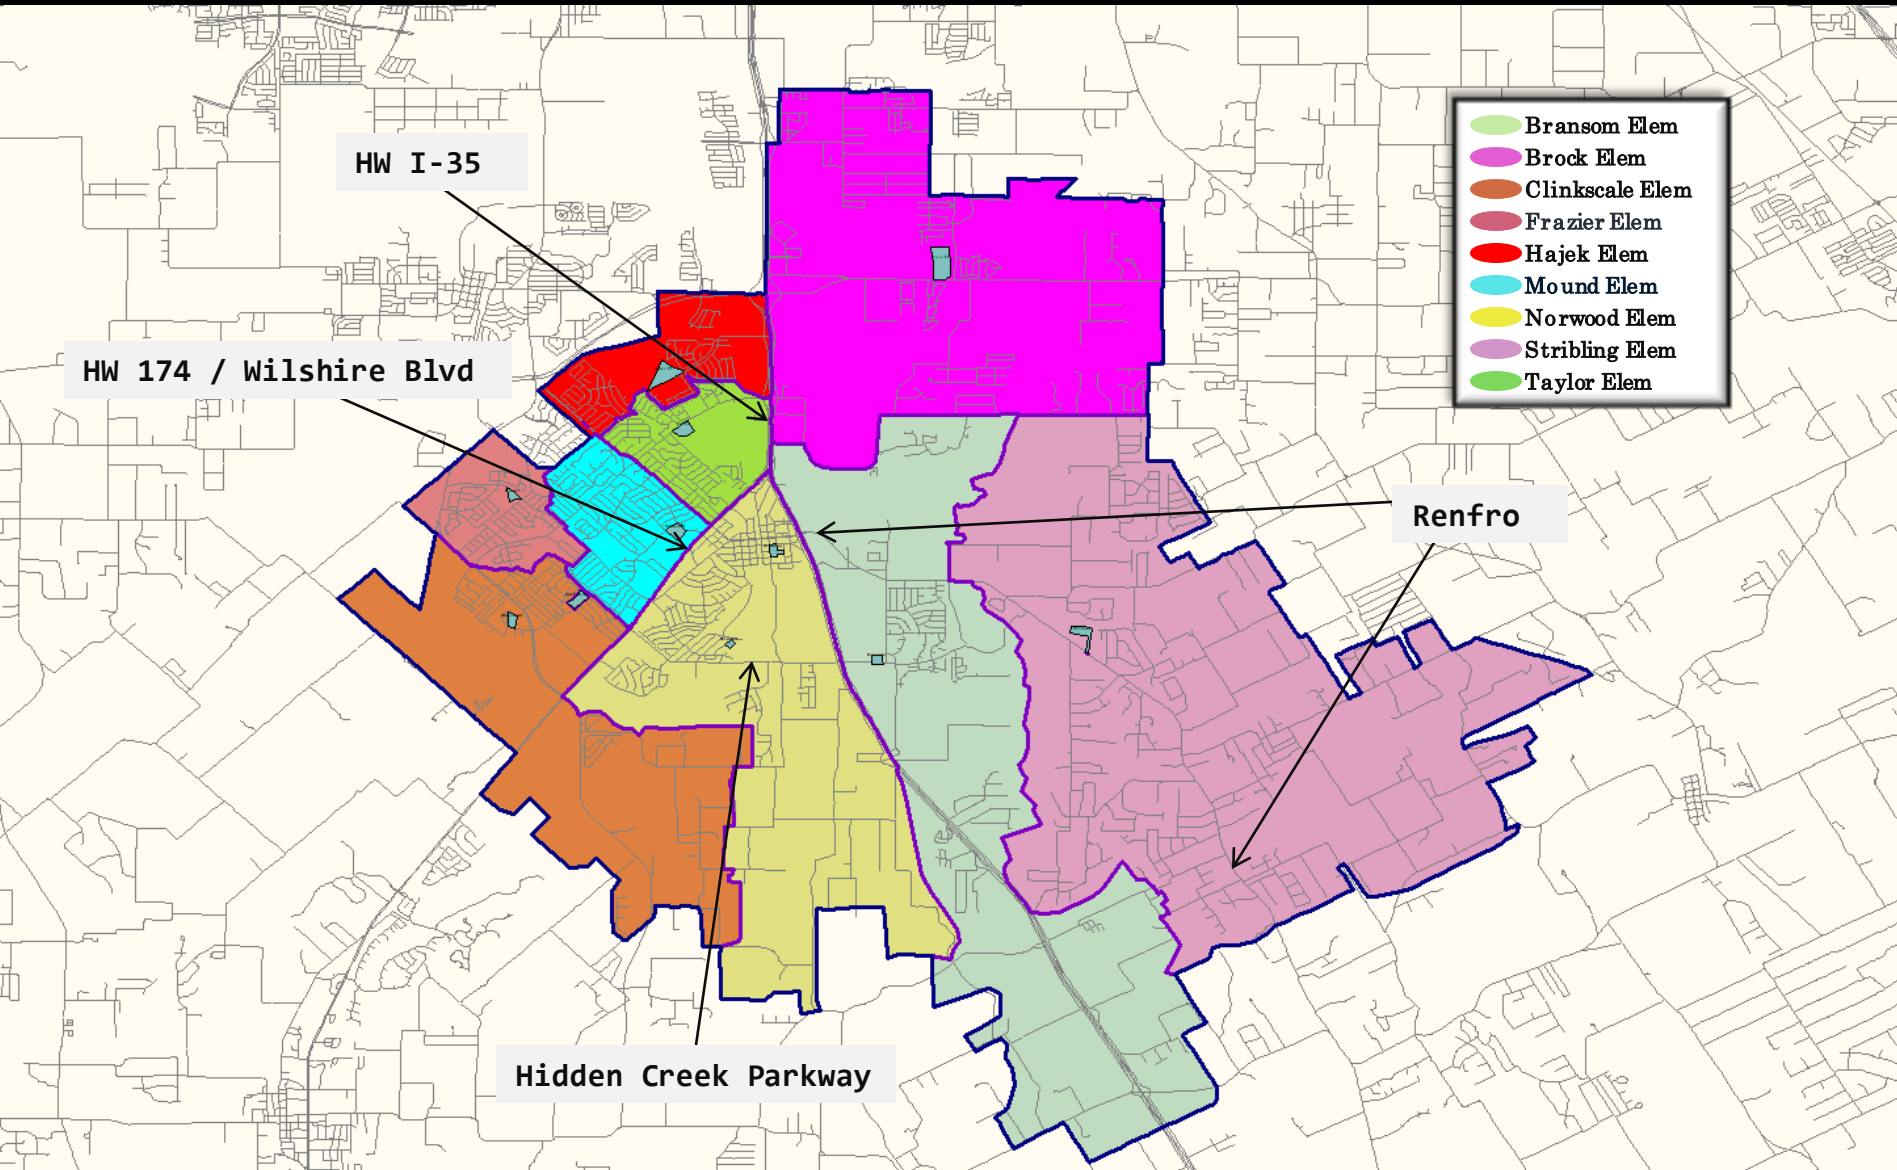 HW I-35
HW 174 / Wilshire Blvd
Bransom Elem
Brock Elem
Clinkscale Elem
Frazier Elem
Hajek Elem
Mound Elem
Norwood Elem
Stribling Elem
Taylor Elem
Renfro
Hidden Creek Parkway